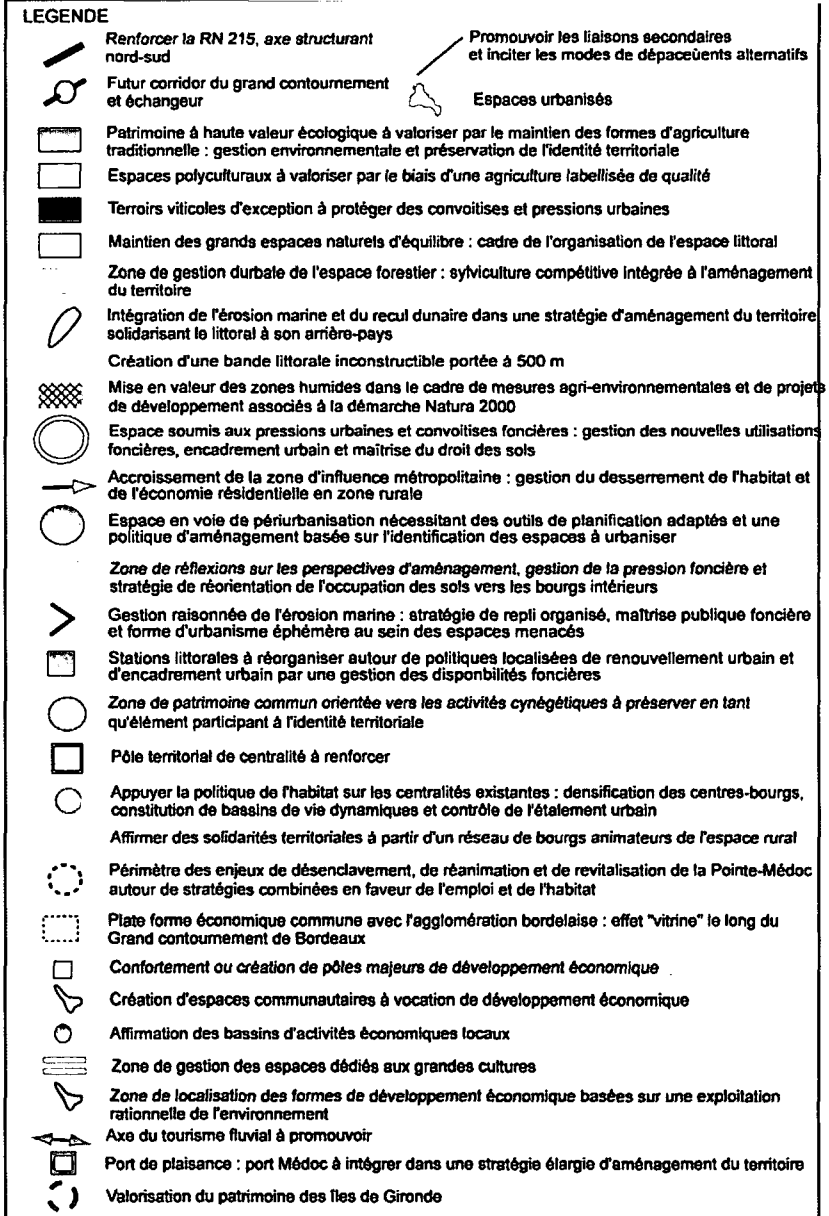 LEGENDE
Renforcer la RN 215, axe structurant
nord-sud
Promouvoir les liaisons secondaires
et inciter les modes de dépaceùents alternatifs
Futur corridor du grand contournement
et échangeur
Espaces urbanisés
Patrimoine à haute valeur écologique à valoriser par le maintien des formes d'agriculture
traditionnelle : gestion environnementale et préservation de l'identité territoriale
Espaces polyculturaux à valoriser par le biais d'une agriculture labellisée de qualité
Terroirs viticoles d'exception à protéger des convoitises et pressions urbaines
Maintien des grands espaces naturels d'équilibre : cadre de l'organisation de l'espace littoral
Zone de gestion durbale de l'espace forestier : sylviculture compétitive intégrée à l'aménagement
du territoire
Intégration de l'érosion marine et du recul dunaire dans une stratégie d'aménagement du territoire
solidarisant le littoral à son arrière-pays
Création d'une bande littorale inconstructible portée à 500 m
Mise en valeur des zones humides dans le cadre de mesures agri-environnementales et de projets
de développement associés à la démarche Natura 2000
Espace soumis aux pressions urbaines et convoitises foncières : gestion des nouvelles utilisations
foncières, encadrement urbain et maîtrise du droit des sols
Accroissement de la zone d'influence métropolitaine : gestion du desserrement de l'habitat et
de l'économie résidentielle en zone rurale
Espace en voie de périurbanisation nécessitant des outils de planification adaptés et une
politique d'aménagement basée sur l'identification des espaces à urbaniser
Zone de réflexions sur les perspectives d'aménagement, gestion de la pression foncière et
stratégie de réorientation de l'occupation des sols vers les bourgs intérieurs
Gestion raisonnée de l'érosion marine : stratégie de repli organisé, maîtrise publique foncière
et forme d'urbanisme éphémère au sein des espaces menacés
Stations littorales à réorganiser autour de politiques localisées de renouvellement urbain et
d'encadrement urbain par une gestion des disponbilités foncières
Zone de patrimoine commun orientée vers les activités cynégétiques à préserver en tant
qu'élément participant à l'identité territoriale
Pôle territorial de centralité à renforcer
Appuyer la politique de l'habitat sur les centralités existantes : densification des centres-bourgs,
constitution de bassins de vie dynamiques et contrôle de l'étalement urbain
Affirmer des solidarités territoriales à partir d'un réseau de bourgs animateurs de l'espace rural
Périmètre des enjeux de désenclavement, de réanimation et de revitalisation de la Pointe-Médoc
autour de stratégies combinées en faveur de l'emploi et de l'habitat
Plate forme économique commune avec l'agglomération bordelaise : effet "vitrine" le long du
Grand contournement de Bordeaux
Confortement ou création de pôles majeurs de développement économique
Création d'espaces communautaires à vocation de développement économique
Affirmation des bassins d'activités économiques locaux
Zone de gestion des espaces dédiés aux grandes cultures
Zone de localisation des formes de développement économique basées sur une exploitation
rationnelle de l'environnement
Axe du tourisme fluvial à promouvoir
Port de plaisance : port Médoc à intégrer dans une stratégie élargie d'aménagement du territoire
Valorisation du patrimoine des îles de Gironde